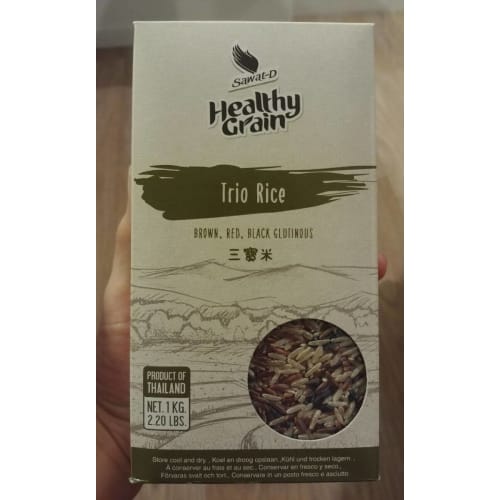 Sawat-D
Healthy
Grain
Trio Rice
BROWN, RED, BLACK GLUTINOUS
三寶米
PRODUCT OF
THAILAND
NET. 1 KG.
2.20 LBS.
Store cool and dry , Koel en droog opslaan ,Kühl und trocken lagern ,
A conserver au frais et au sec , Conservar en fresco y seco ,
Förvaras svalt och torrt , Conservare in un posto fresco e asciutto